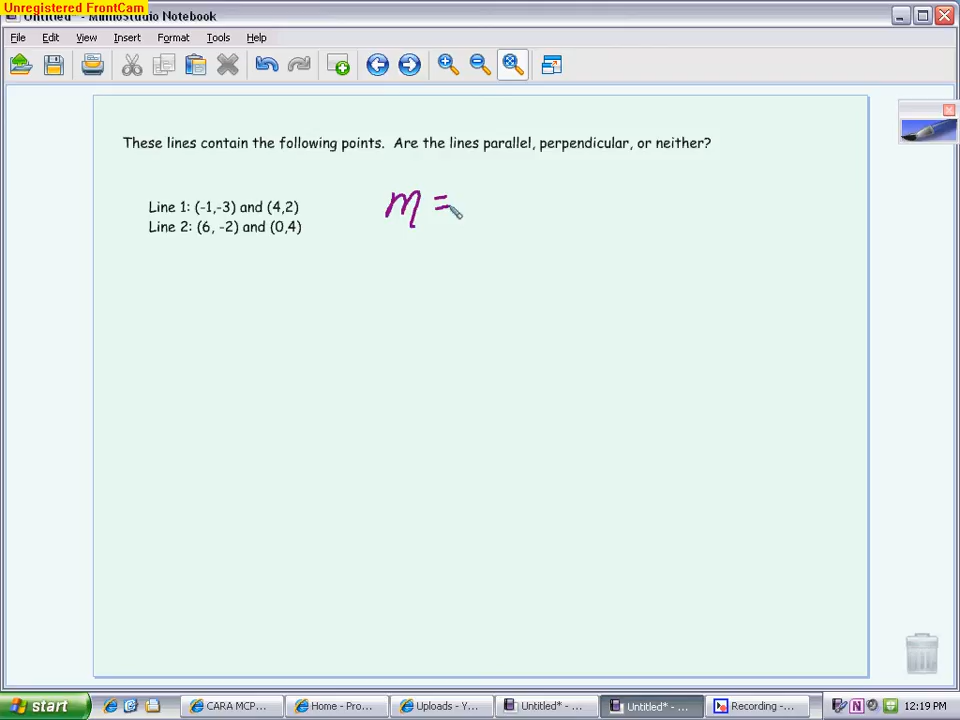 Unregistered FrontCam
Untitled* - MimioStudio Notebook
File Edit View Insert Format Tools Help
These lines contain the following points. Are the lines parallel, perpendicular, or neither?
Line 1: (-1,-3) and (4,2)
m =
Line 2: (6, -2) and (0,4)
start
CARA MCP...
Home - Pro...
Uploads - Y...
Untitled* - ...
Untitled* - ...
Recording -...
12:19 PM